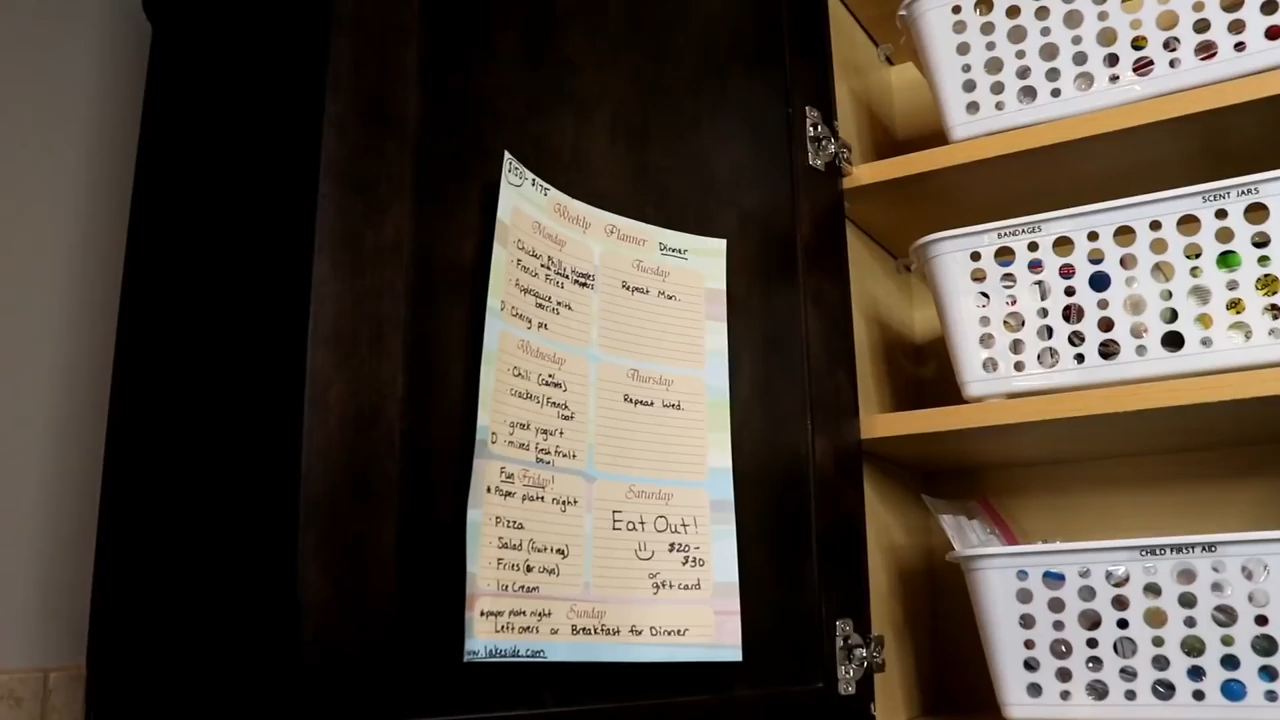 $150 - $175
Weekly Planner Dinner
Monday
· Chicken Philly Hoagies
· French Fries
· Applesauce with
berries
D · Cherry pie
Tuesday
Repeat Mon.
Wednesday
· Chili (w/ carrots)
· crackers/French
loaf
· greek yogurt
D · mixed fresh fruit
bowl
Thursday
Repeat Wed.
Fun Friday!
* Paper plate night
· Pizza
· Salad (fruit & veg)
· Fries (or chips)
· Ice Cream
Saturday
Eat Out!
$20 -
$30
or
gift card
*paper plate night Sunday
Leftovers or Breakfast for Dinner
www.lakeside.com
BANDAGES
SCENT JARS
CHILD FIRST AID